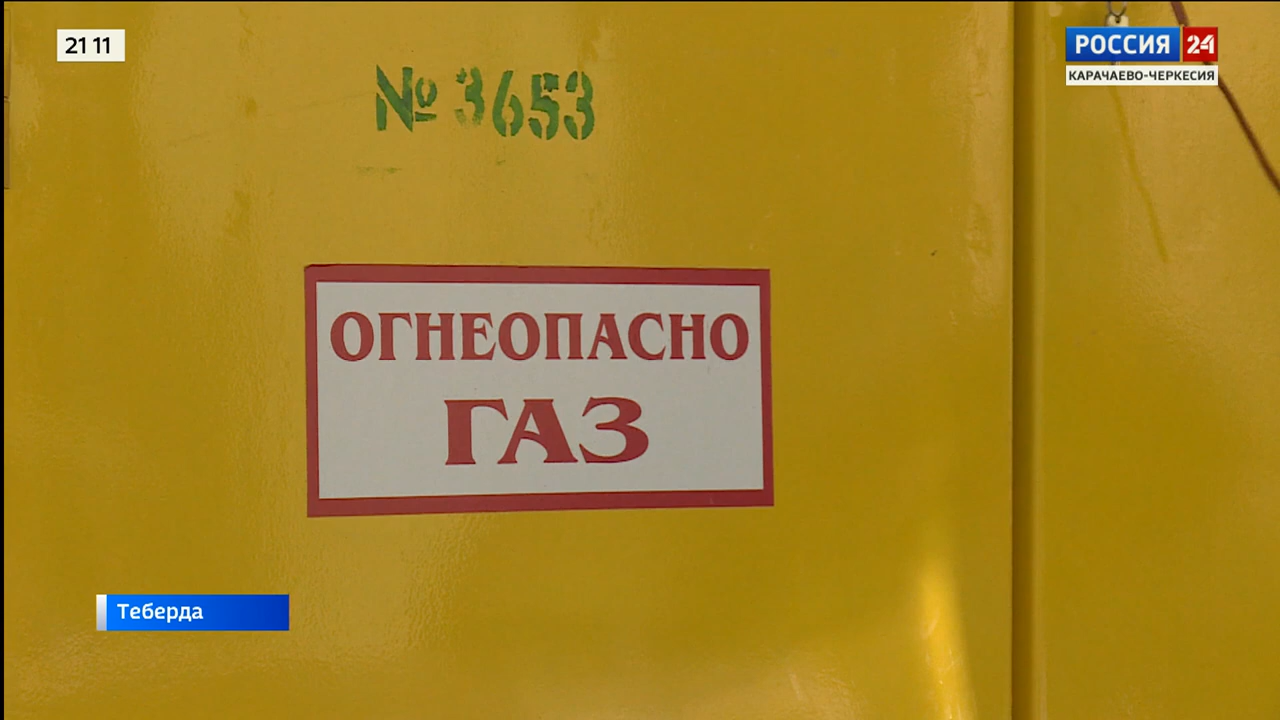 21 11
РОССИЯ 24
КАРАЧАЕВО-ЧЕРКЕСИЯ
№ 3653
ОГНЕОПАСНО
ГАЗ
Теберда